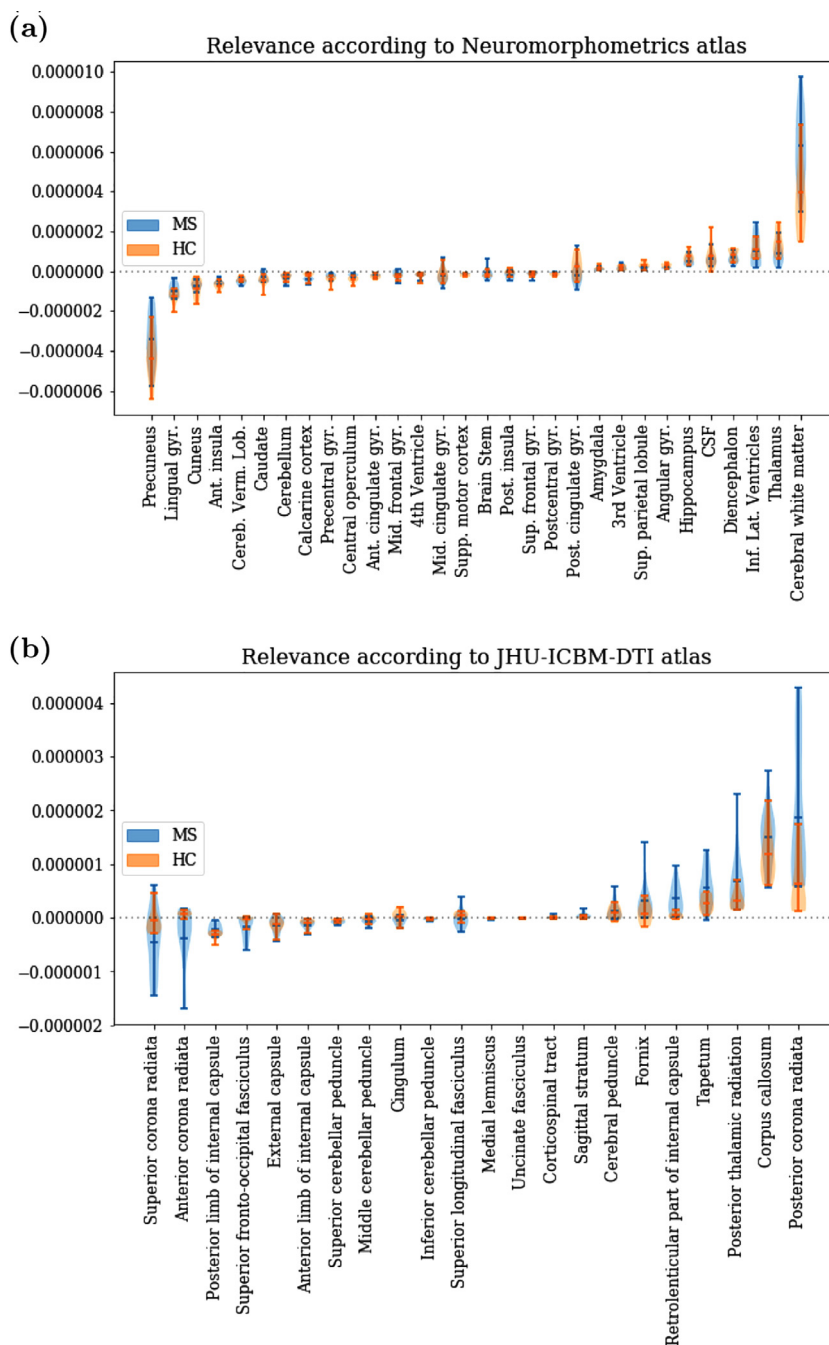 (a)
Relevance according to Neuromorphometrics atlas
0.000010
0.000008
0.000006
0.000004
0.000002
0.000000
−0.000002
−0.000004
−0.000006
MS
HC
Precuneus
Lingual gyr.
Cuneus
Ant. insula
Cereb. Verm. Lob.
Caudate
Cerebellum
Calcarine cortex
Precentral gyr.
Central operculum
Ant. cingulate gyr.
Mid. frontal gyr.
4th Ventricle
Mid. cingulate gyr.
Supp. motor cortex
Brain Stem
Post. insula
Sup. frontal gyr.
Postcentral gyr.
Post. cingulate gyr.
Amygdala
3rd Ventricle
Sup. parietal lobule
Angular gyr.
Hippocampus
CSF
Diencephalon
Inf. Lat. Ventricles
Thalamus
Cerebral white matter
(b)
Relevance according to JHU-ICBM-DTI atlas
0.000004
0.000003
0.000002
0.000001
0.000000
−0.000001
−0.000002
MS
HC
Superior corona radiata
Anterior corona radiata
Posterior limb of internal capsule
Superior fronto-occipital fasciculus
External capsule
Anterior limb of internal capsule
Superior cerebellar peduncle
Middle cerebellar peduncle
Cingulum
Inferior cerebellar peduncle
Superior longitudinal fasciculus
Medial lemniscus
Uncinate fasciculus
Corticospinal tract
Sagittal stratum
Cerebral peduncle
Fornix
Retrolenticular part of internal capsule
Tapetum
Posterior thalamic radiation
Corpus callosum
Posterior corona radiata